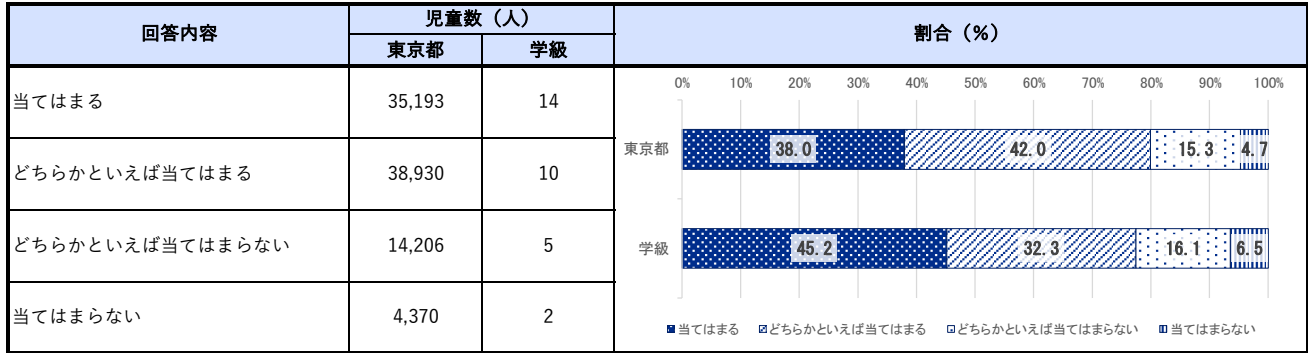 回答内容
児童数（人）
割合（%）
東京都
学級
当てはまる
35,193
14
どちらかといえば当てはまる
38,930
10
どちらかといえば当てはまらない
14,206
5
当てはまらない
4,370
2
0% 10% 20% 30% 40% 50% 60% 70% 80% 90% 100%
東京都 38.0 42.0 15.3 4.7
学級 45.2 32.3 16.1 6.5
当てはまる どちらかといえば当てはまる どちらかといえば当てはまらない 当てはまらない